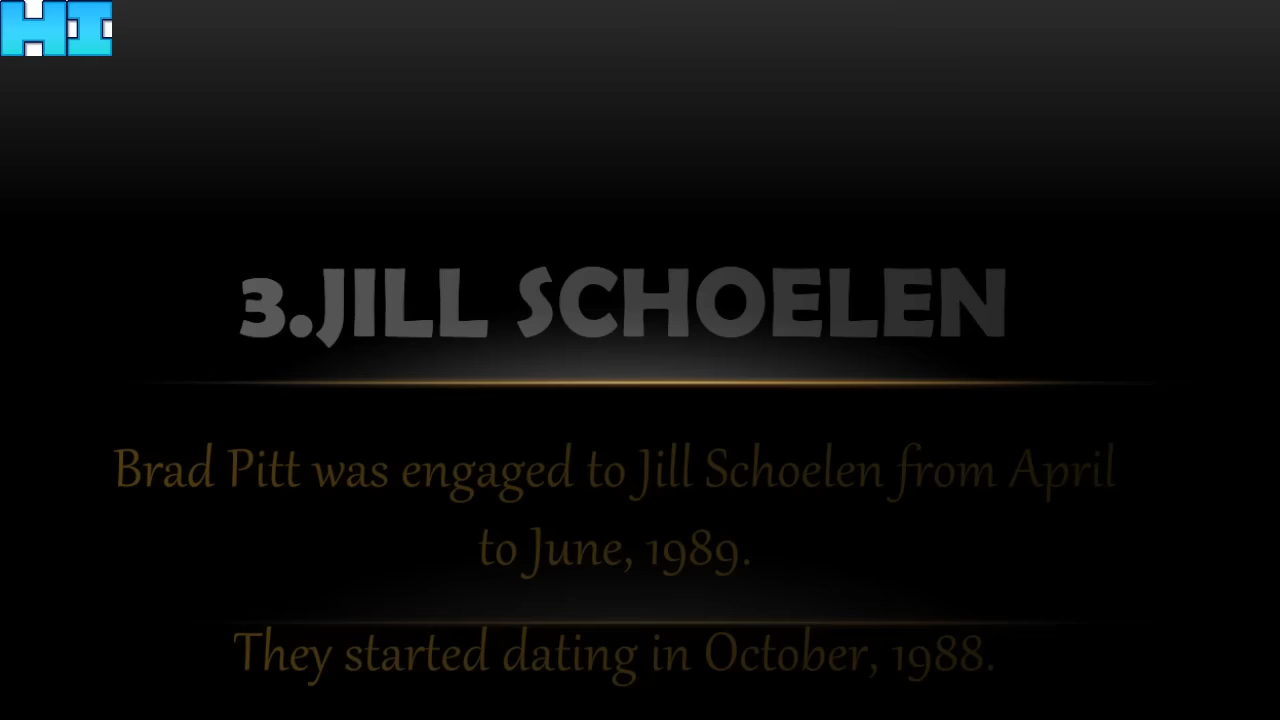 HI
3.JILL SCHOELEN
Brad Pitt was engaged to Jill Schoelen from April
to June, 1989.
They started dating in October, 1988.